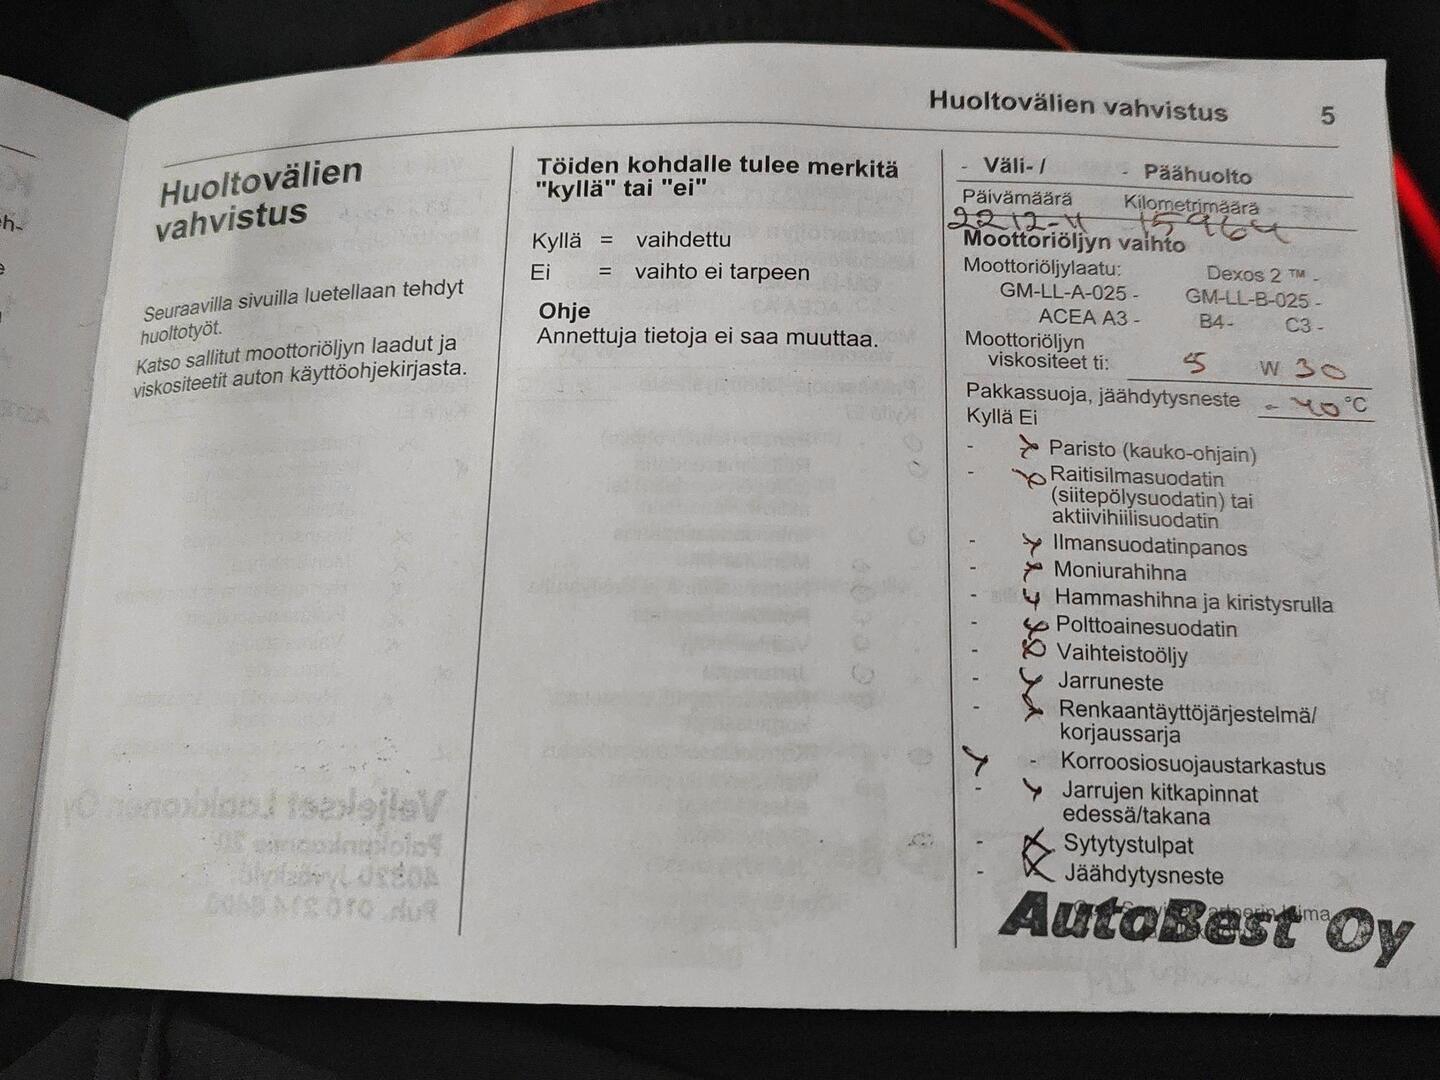 Huoltovälien vahvistus 5
Huoltovälien
vahvistus
Seuraavilla sivuilla luetellaan tehdyt
huoltotyöt.
Katso sallitut moottoriöljyn laadut ja
viskositeetit auton käyttöohjekirjasta.
Töiden kohdalle tulee merkitä
"kyllä" tai "ei"
Kyllä = vaihdettu
Ei = vaihto ei tarpeen
Ohje
Annettuja tietoja ei saa muuttaa.
- Väli- / - Päähuolto
Päivämäärä Kilometrimäärä
22 12-11 15964
Moottoriöljyn vaihto
Moottoriöljylaatu: Dexos 2 ™ -
GM-LL-A-025 - GM-LL-B-025 -
ACEA A3 - B4- C3 -
Moottoriöljyn
viskositeet ti: 5 W 30
Pakkassuoja, jäähdytysneste - 40 °C
Kyllä Ei
- x Paristo (kauko-ohjain)
- x Raitisilmasuodatin
(siitepölysuodatin) tai
aktiivihiilisuodatin
- x Ilmansuodatinpanos
- x Moniurahihna
- x Hammashihna ja kiristysrulla
- x Polttoainesuodatin
- x Vaihteistoöljy
- x Jarruneste
- x Renkaantäyttöjärjestelmä/
korjaussarja
x - Korroosiosuojaustarkastus
- x Jarrujen kitkapinnat
edessä/takana
- x Sytytystulpat
- x Jäähdytysneste
AutoBest Oy